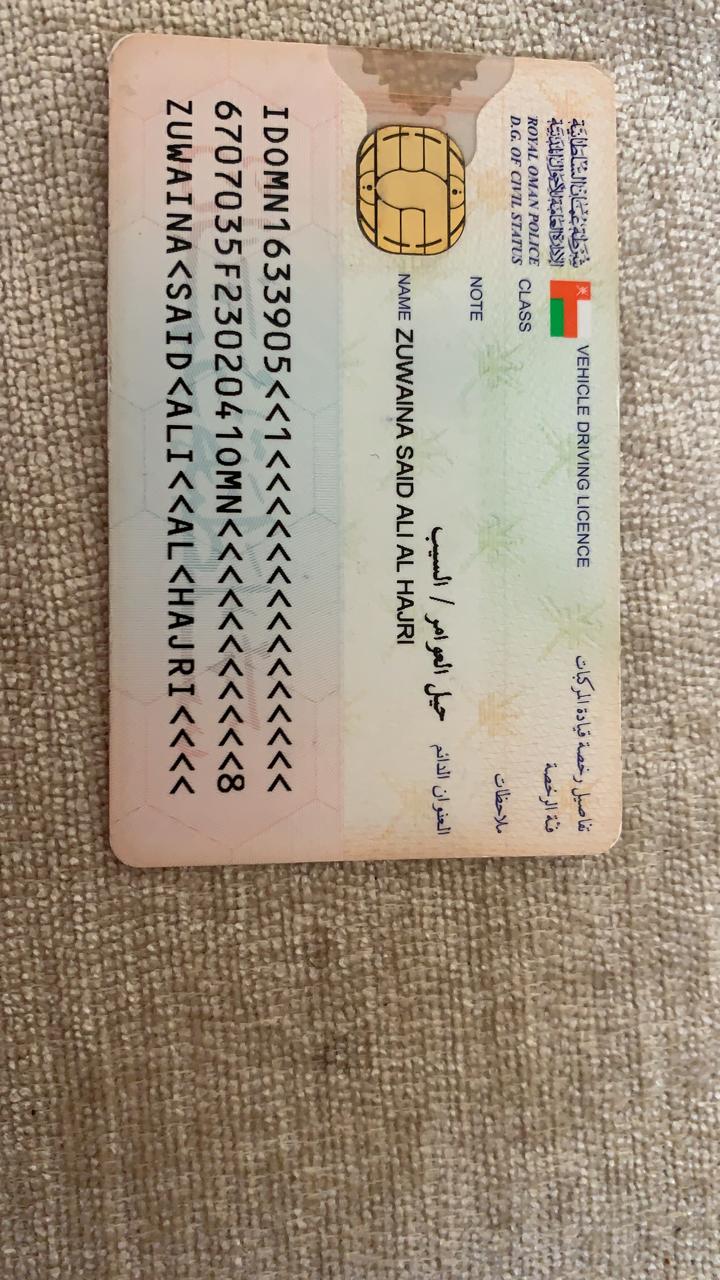 شرطة عمان السلطانية
الإدارة العامة للأحوال المدنية
ROYAL OMAN POLICE
D.G. OF CIVIL STATUS
VEHICLE DRIVING LICENCE
تفاصيل رخصة قيادة المركبات
CLASS
فئة الرخصة
NOTE
ملاحظات
حيل العوامر / السيب
العنوان الدائم
NAME ZUWAINA SAID ALI AL HAJRI
IDOMN1633905<<1<<<<<<<<<<<<<<<
6707035F2302041OMN<<<<<<<<<<<8
ZUWAINA<SAID<ALI<<AL<HAJRI<<<<